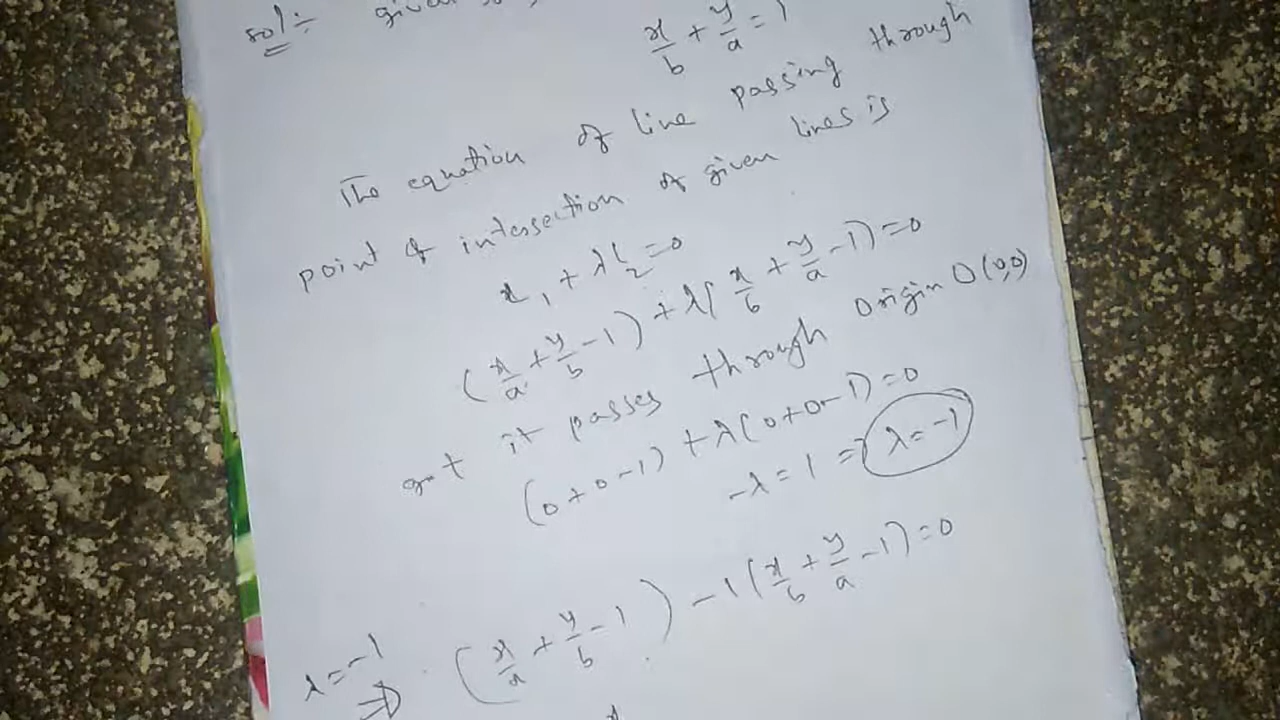 sol:- given
x/b + y/a = 1
The equation of line passing through
point of intersection of given lines is
x₁ + λL₂ = 0
(x/a + y/b - 1) + λ(x/b + y/a - 1) = 0
it passes through origin O(0,0)
(0+0-1) + λ(0+0-1) = 0
-λ = 1 ⇒ λ = -1
λ = -1
⇒ (x/a + y/b - 1) - 1(x/b + y/a - 1) = 0